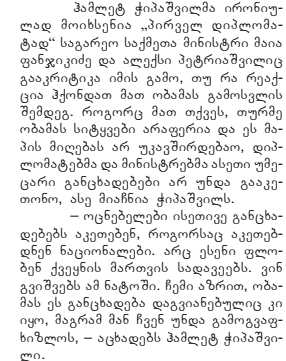 ჰამლეტ ჭიპაშვილმა ირონიუ-
ლად მოიხსენია „პირველ დიპლომა-
ტად“ საგარეო საქმეთა მინისტრი მაია
ფანჯიკიძე და ალექსი პეტრიაშვილიც
გააკრიტიკა იმის გამო, თუ რა რეაქ-
ცია ჰქონდათ მათ ობამას გამოსვლის
შემდეგ. როგორც მათ თქვეს, თურმე
ობამას სიტყვები არაფერია და ეს მა-
პის მიღებას არ უკავშირდებაო, დიპ-
ლომატებმა და მინისტრებმა ასეთი უმე-
ცარი განცხადებები არ უნდა გააკე-
თონო, ასე მიაჩნია ჭიპაშვილს.
– ოცნებელები ისეთივე განცხა-
დებებს აკეთებენ, როგორსაც აკეთებ-
დნენ ნაციონალები. არც ესენი ფლო-
ბენ ქვეყნის მართვის სადავეებს. ვინ
გვიშვებს ამ ნატოში. ჩემი აზრით, ობა-
მას ეს განცხადება დაგვიანებულიც კი
იყო, მაგრამ მან ჩვენ უნდა გამოგვაფ-
ხიზლოს, – აცხადებს ჰამლეტ ჭიპაშვი-
ლი.